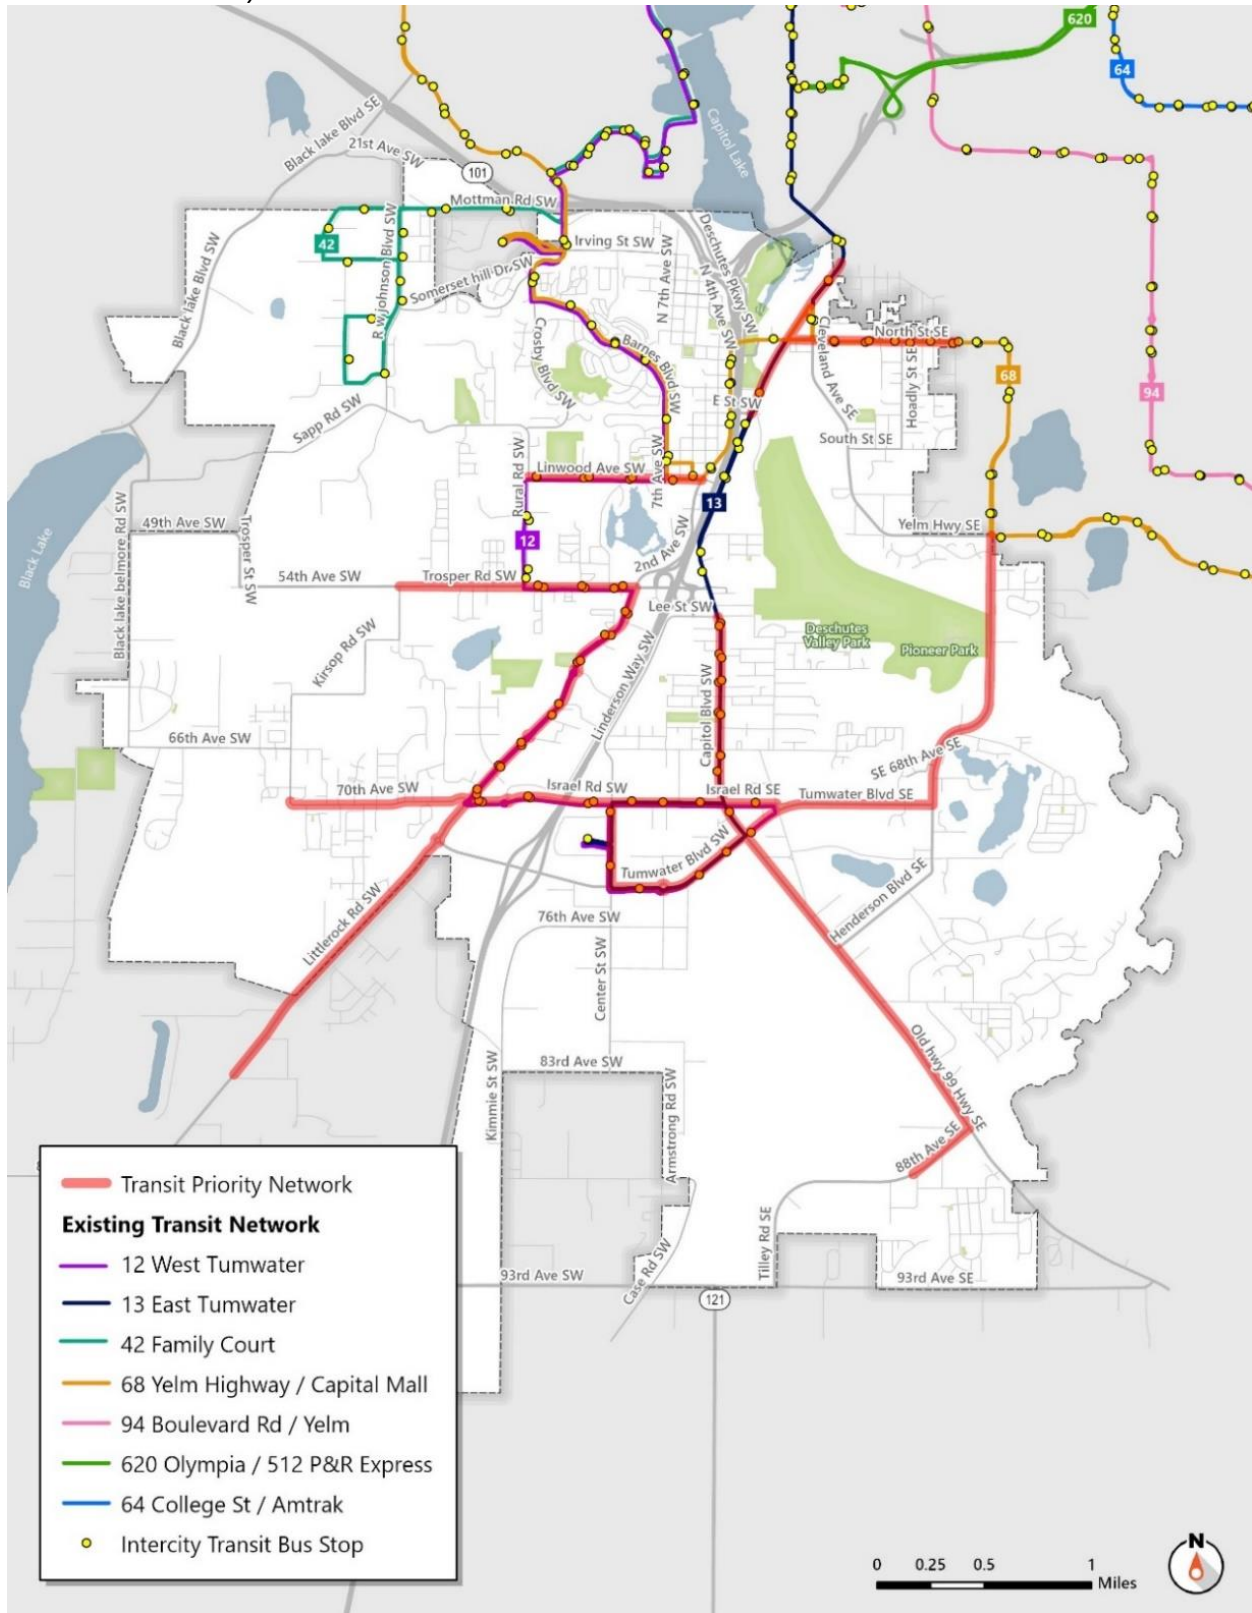 620
64
Black lake Blvd SE
21st Ave SW
101
Capitol Lake
Mottman Rd SW
42
R w johnson Blvd SW
Irving St SW
Somerset hill Dr SW
Black lake Blvd SW
N 7th Ave SW
Deschutes Pkwy SW
N 4th Ave SW
Crosby Blvd SW
Barnes Blvd SW
Cleveland Ave SE
North St SE
Hoadly St SE
68
94
E St SW
Sapp Rd SW
South St SE
Rural Rd SW
Linwood Ave SW
7th Ave SW
13
Yelm Hwy SE
49th Ave SW
Trosper St SW
12
2nd Ave SW
Black Lake
Black lake belmore Rd SW
54th Ave SW
Trosper Rd SW
Lee St SW
Kirsop Rd SW
Deschutes
Valley Park
Pioneer Park
Linderson Way SW
Capitol Blvd SW
66th Ave SW
SE 68th Ave SE
70th Ave SW
Israel Rd SW
Israel Rd SE
Tumwater Blvd SE
Tumwater Blvd SW
Littlerock Rd SW
76th Ave SW
Henderson Blvd SE
Center St SW
Old hwy 99 Hwy SE
83rd Ave SW
Kimmie St SW
Armstrong Rd SW
88th Ave SE
Tilley Rd SE
93rd Ave SW
Case Rd SW
93rd Ave SE
121
Transit Priority Network
Existing Transit Network
12 West Tumwater
13 East Tumwater
42 Family Court
68 Yelm Highway / Capital Mall
94 Boulevard Rd / Yelm
620 Olympia / 512 P&R Express
64 College St / Amtrak
Intercity Transit Bus Stop
0 0.25 0.5 1
Miles
N